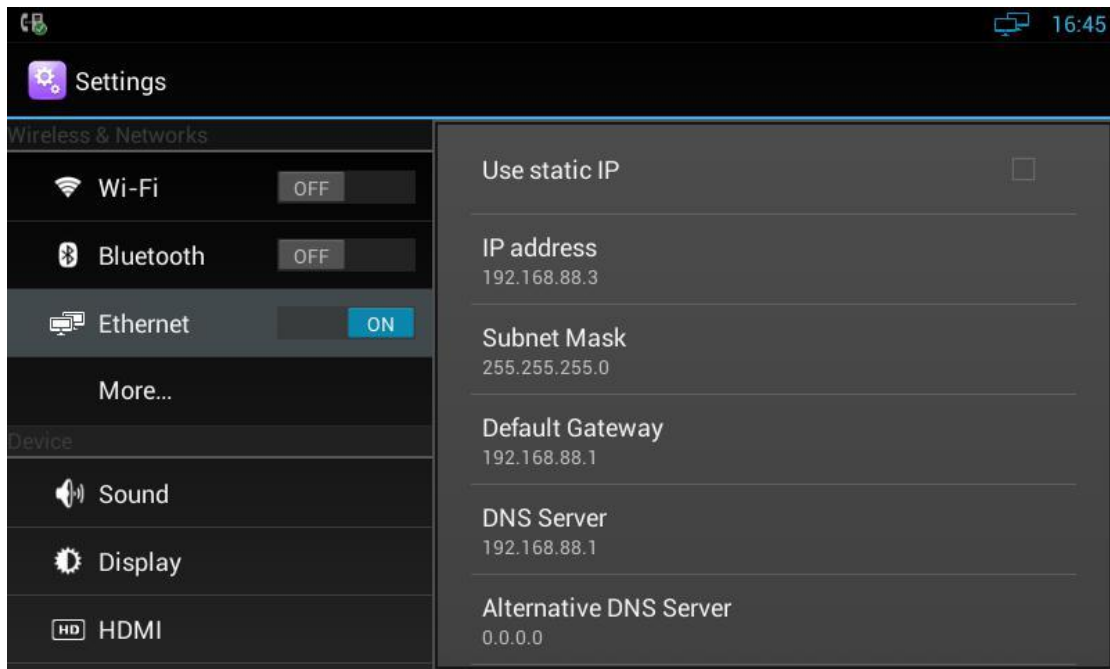 16:45
Settings
Wireless & Networks
Wi-Fi OFF
Bluetooth OFF
Ethernet ON
More...
Device
Sound
Display
HD HDMI
Use static IP
IP address
192.168.88.3
Subnet Mask
255.255.255.0
Default Gateway
192.168.88.1
DNS Server
192.168.88.1
Alternative DNS Server
0.0.0.0